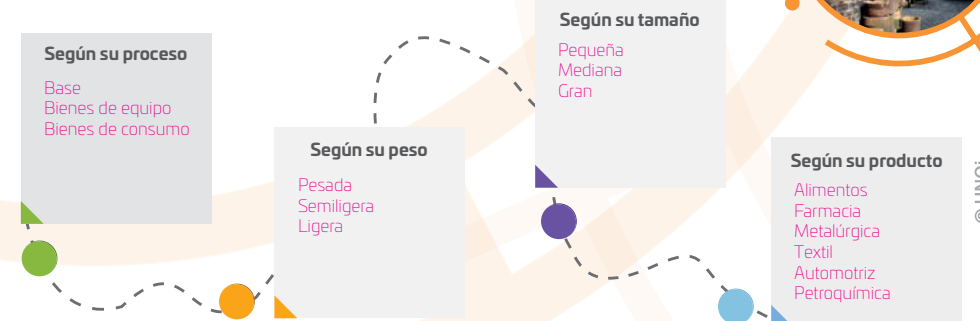 Según su proceso
Base
Bienes de equipo
Bienes de consumo
Según su peso
Pesada
Semiligera
Ligera
Según su tamaño
Pequeña
Mediana
Gran
Según su producto
Alimentos
Farmacia
Metalúrgica
Textil
Automotriz
Petroquímica